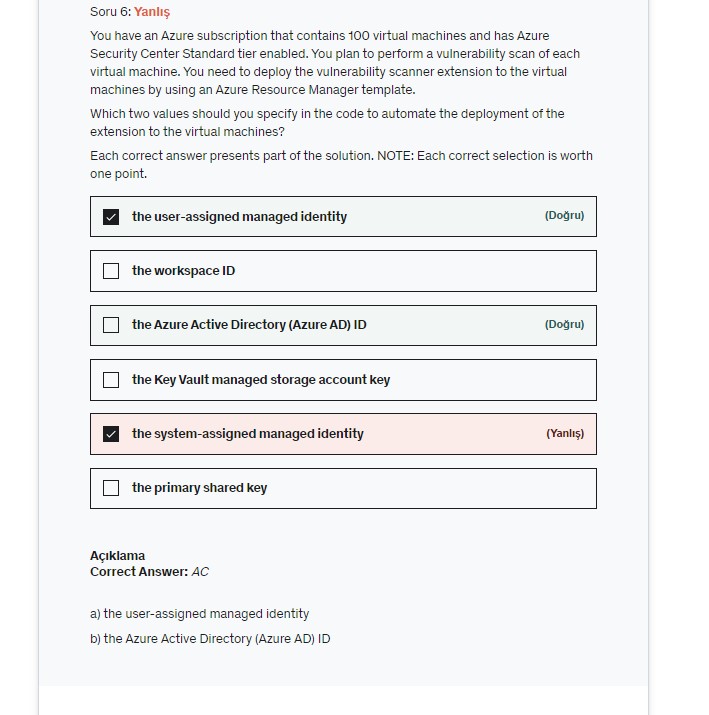 Soru 6: Yanlış
You have an Azure subscription that contains 100 virtual machines and has Azure
Security Center Standard tier enabled. You plan to perform a vulnerability scan of each
virtual machine. You need to deploy the vulnerability scanner extension to the virtual
machines by using an Azure Resource Manager template.
Which two values should you specify in the code to automate the deployment of the
extension to the virtual machines?
Each correct answer presents part of the solution. NOTE: Each correct selection is worth
one point.
the user-assigned managed identity (Doğru)
the workspace ID
the Azure Active Directory (Azure AD) ID (Doğru)
the Key Vault managed storage account key
the system-assigned managed identity (Yanlış)
the primary shared key
Açıklama
Correct Answer: AC
a) the user-assigned managed identity
b) the Azure Active Directory (Azure AD) ID